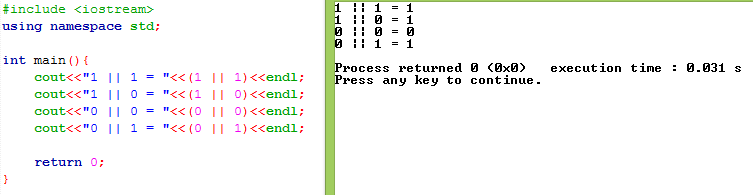 #include <iostream>
using namespace std;
int main(){
cout<<"1 || 1 = "<<(1 || 1)<<endl;
cout<<"1 || 0 = "<<(1 || 0)<<endl;
cout<<"0 || 0 = "<<(0 || 0)<<endl;
cout<<"0 || 1 = "<<(0 || 1)<<endl;
return 0;
}
1 || 1 = 1
1 || 0 = 1
0 || 0 = 0
0 || 1 = 1
Process returned 0 (0x0) execution time : 0.031 s
Press any key to continue.